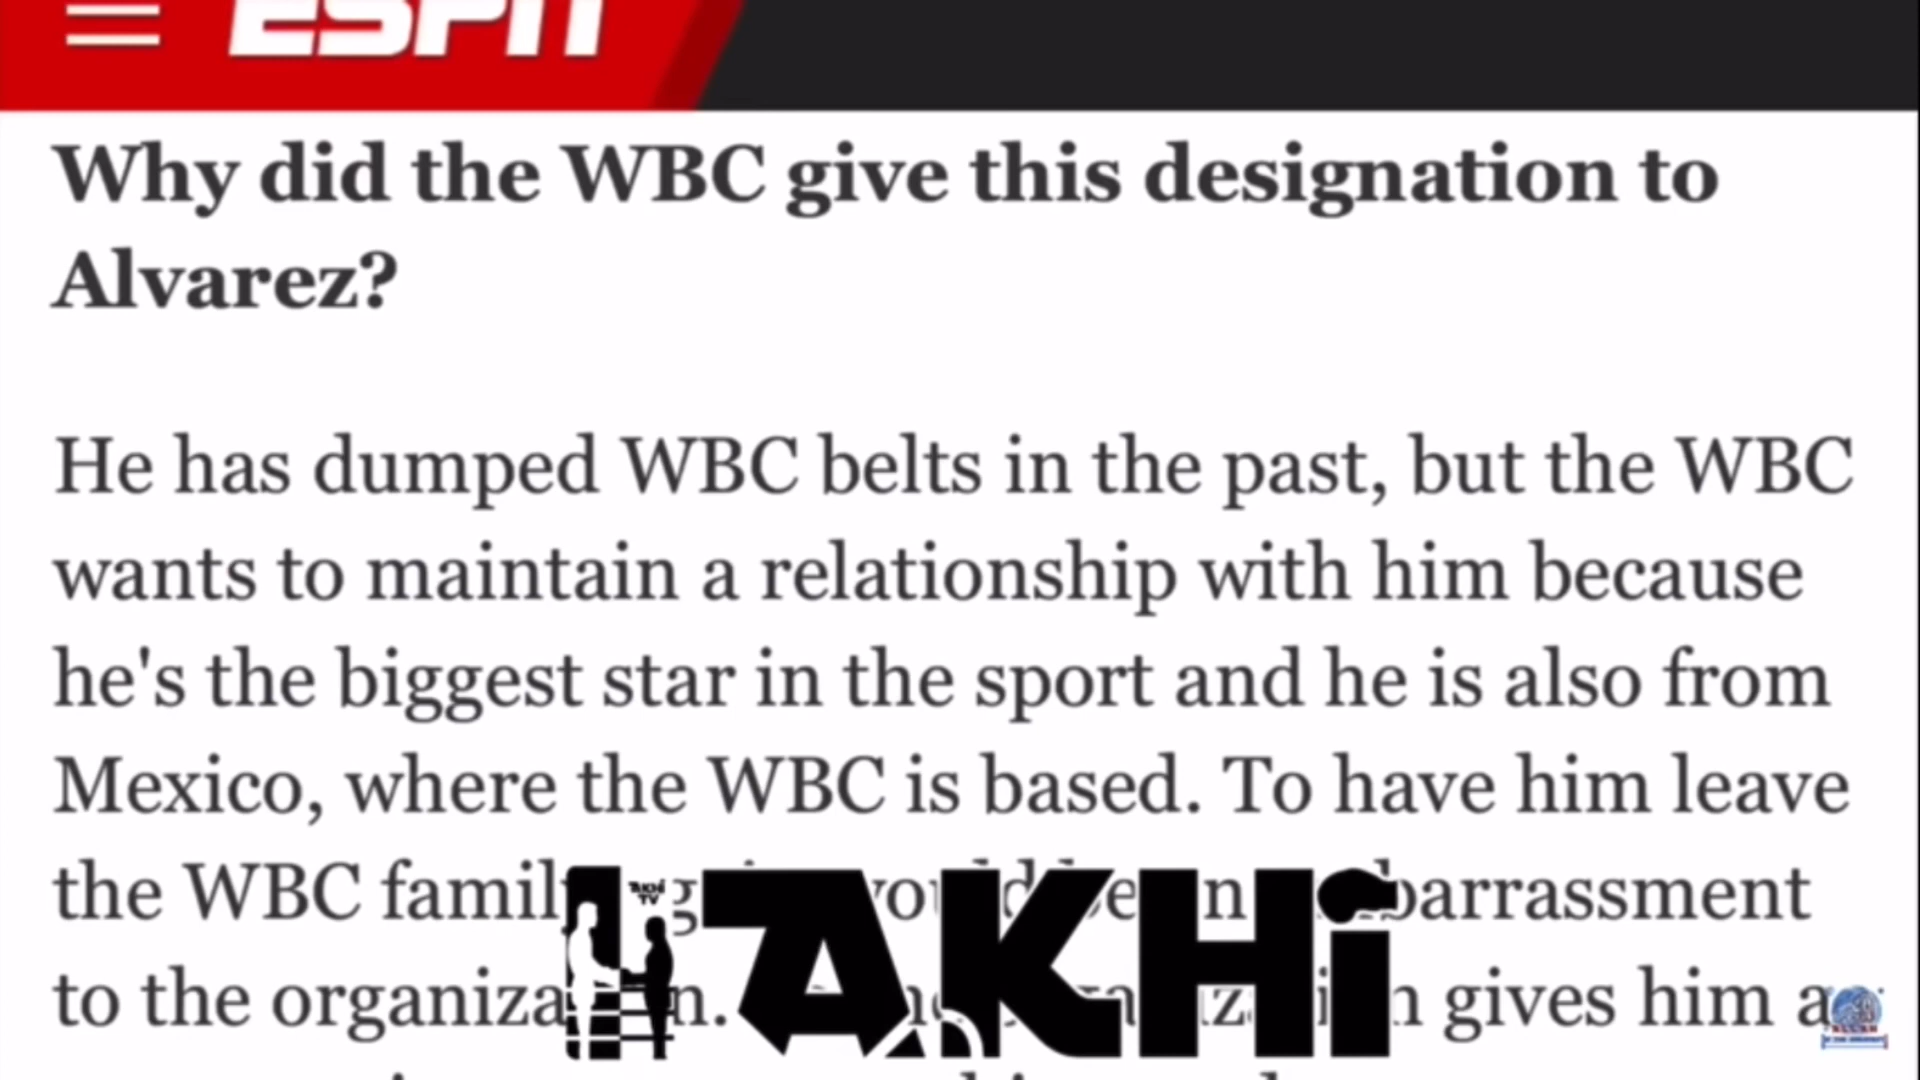 ESPN
Why did the WBC give this designation to
Alvarez?
He has dumped WBC belts in the past, but the WBC
wants to maintain a relationship with him because
he's the biggest star in the sport and he is also from
Mexico, where the WBC is based. To have him leave
the WBC barrassment
to the gives him a
AKHi
AKHi
TV